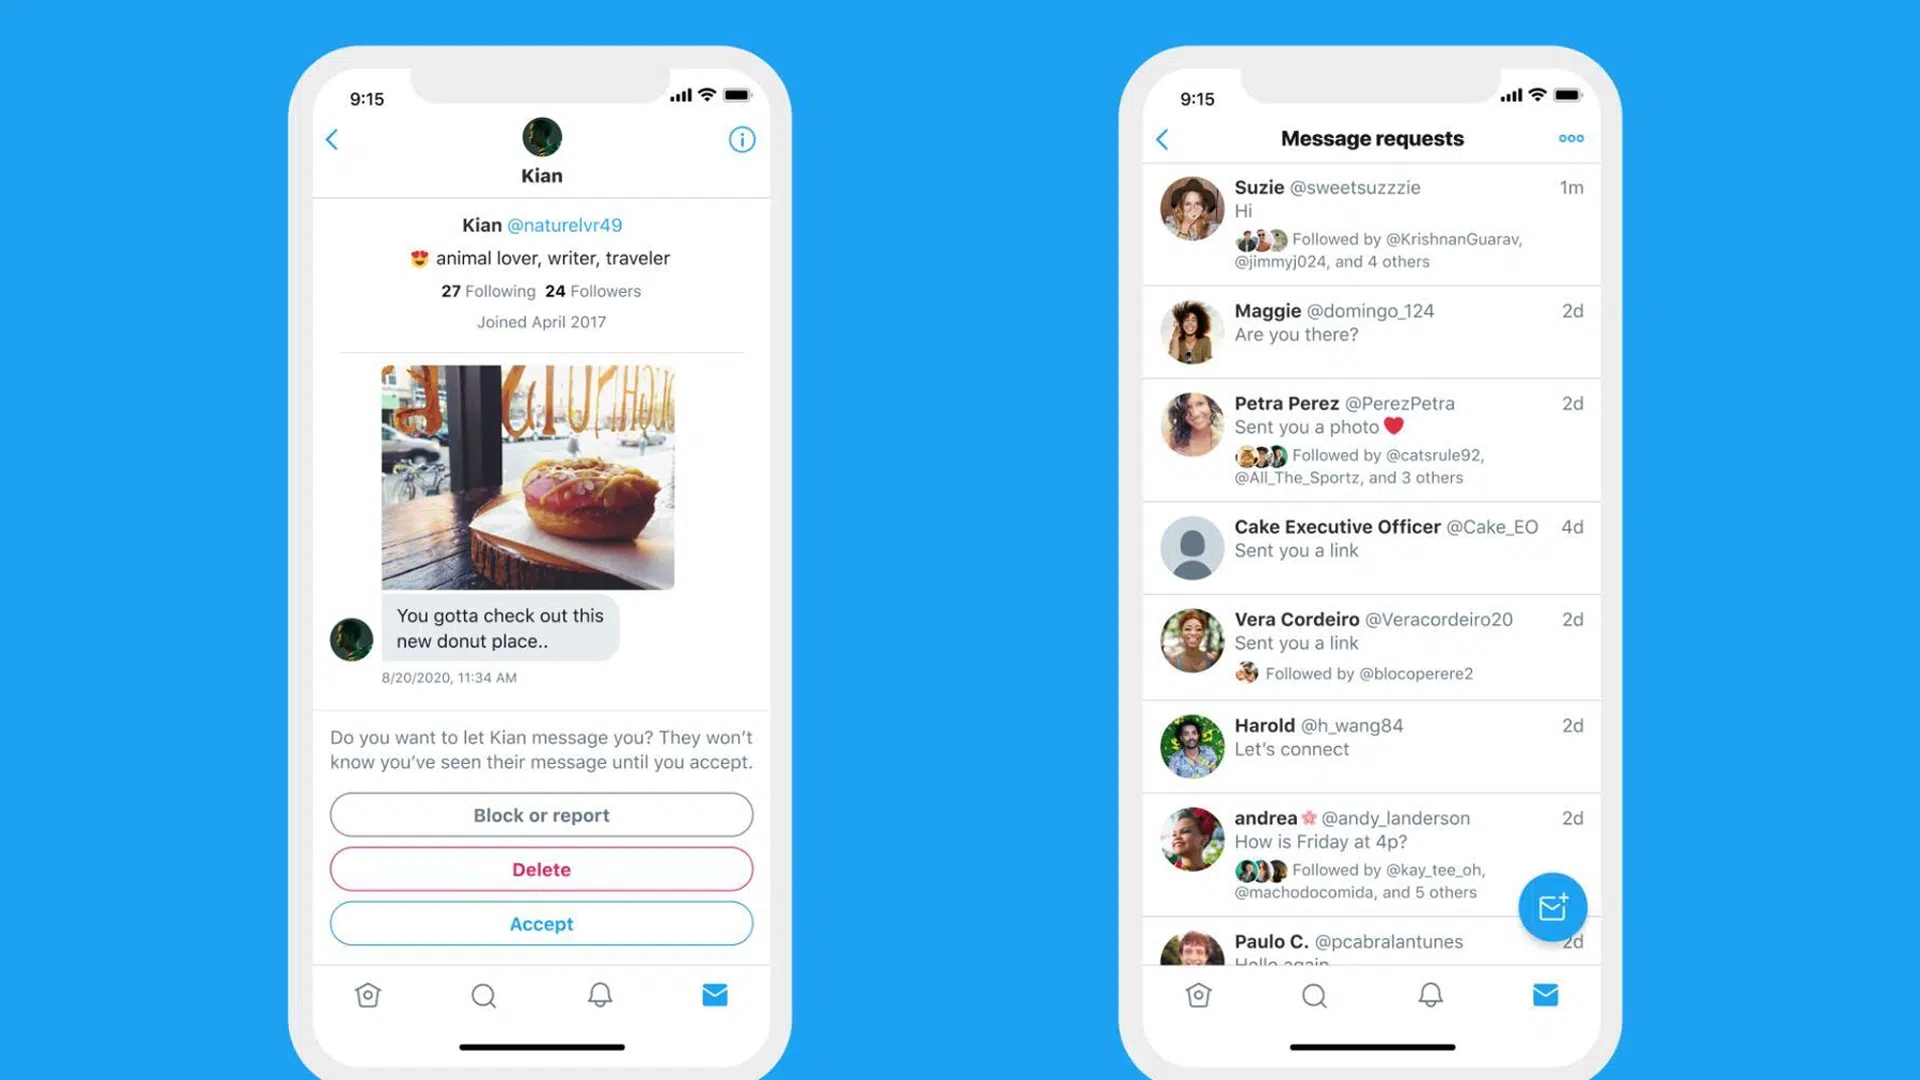 9:15
Kian
Kian @naturelvr49
😍 animal lover, writer, traveler
27 Following 24 Followers
Joined April 2017
You gotta check out this
new donut place..
8/20/2020, 11:34 AM
Do you want to let Kian message you? They won’t
know you’ve seen their message until you accept.
Block or report
Delete
Accept
9:15
Message requests
Suzie @sweetsuzzzie 1m
Hi
Followed by @KrishnanGuarav,
@jimmyj024, and 4 others
Maggie @domingo_124 2d
Are you there?
Petra Perez @PerezPetra 2d
Sent you a photo ❤️
Followed by @catsrule92,
@All_The_Sportz, and 3 others
Cake Executive Officer @Cake_EO 4d
Sent you a link
Vera Cordeiro @Veracordeiro20 2d
Sent you a link
Followed by @blocoperere2
Harold @h_wang84 2d
Let’s connect
andrea🌸 @andy_landerson 2d
How is Friday at 4p?
Followed by @kay_tee_oh,
@machodocomida, and 5 others
Paulo C. @pcabralantunes 2d
Hello again